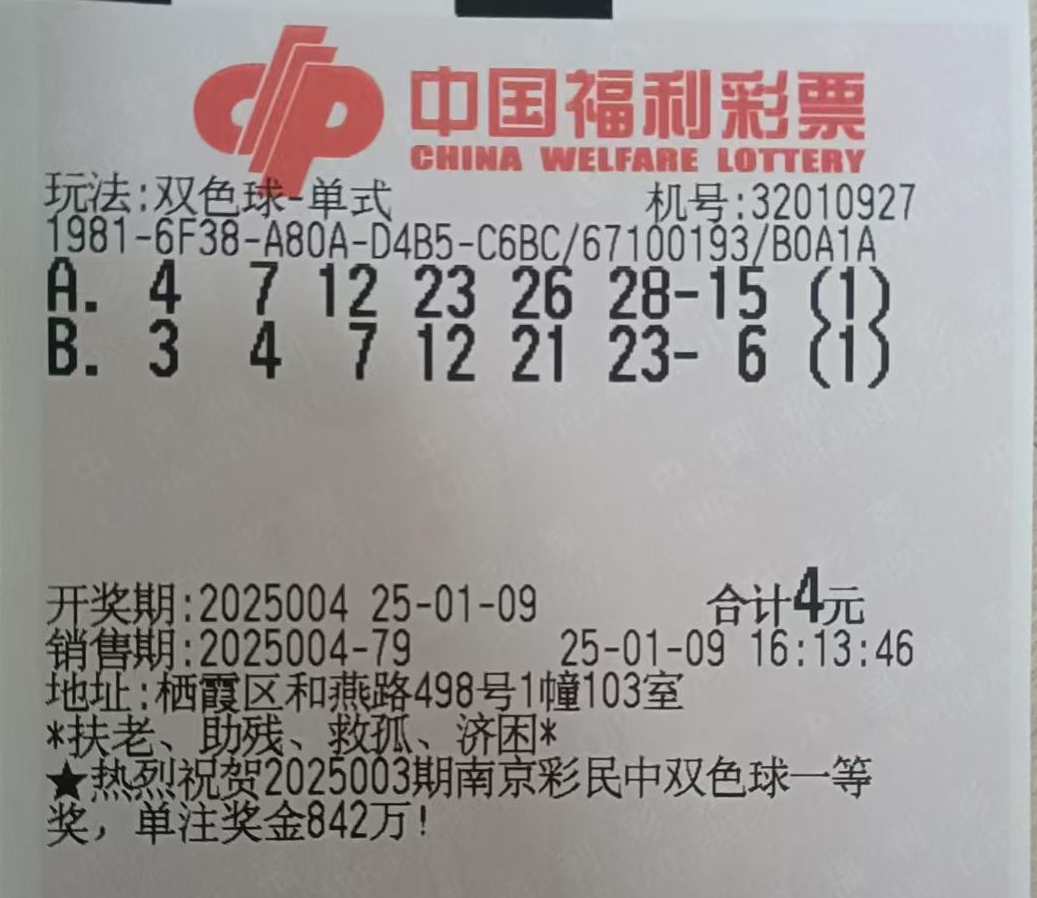 中国福利彩票
CHINA WELFARE LOTTERY
玩法:双色球-单式 机号:32010927
1981-6F38-A80A-D4B5-C6BC/67100193/B0A1A
A. 4 7 12 23 26 28-15 (1)
B. 3 4 7 12 21 23- 6 (1)
开奖期:2025004 25-01-09 合计4元
销售期:2025004-79 25-01-09 16:13:46
地址:栖霞区和燕路498号1幢103室
*扶老、助残、救孤、济困*
★热烈祝贺2025003期南京彩民中双色球一等
奖，单注奖金842万!